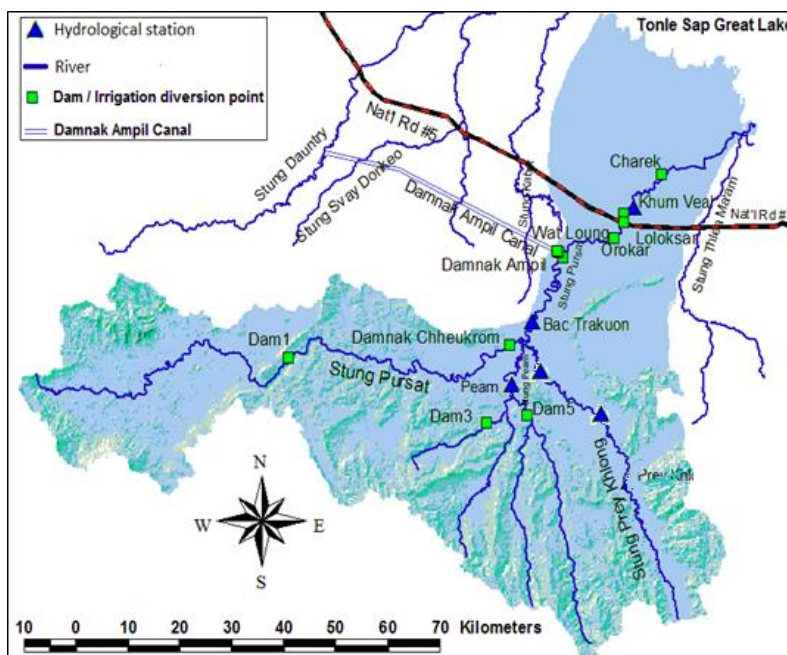 Tonle Sap Great Lake
Hydrological station
River
Dam / Irrigation diversion point
Damnak Ampil Canal
Nat'l Rd #5
Stung Dauntry
Stung Svay Donkeo
Damnak Ampil Canal
Charek
Khum Veal
Nat'l Rd #
Wat Loung
Loloksar
Orokar
Damnak Ampil
Stung Pursat
Bac Trakuon
Dam1
Damnak Chheukrom
Stung Pursat
Stung Peam
Peam
Dam3
Dam5
Stung Prey Khlong
N
W
E
S
10 0 10 20 30 40 50 60 70 Kilometers